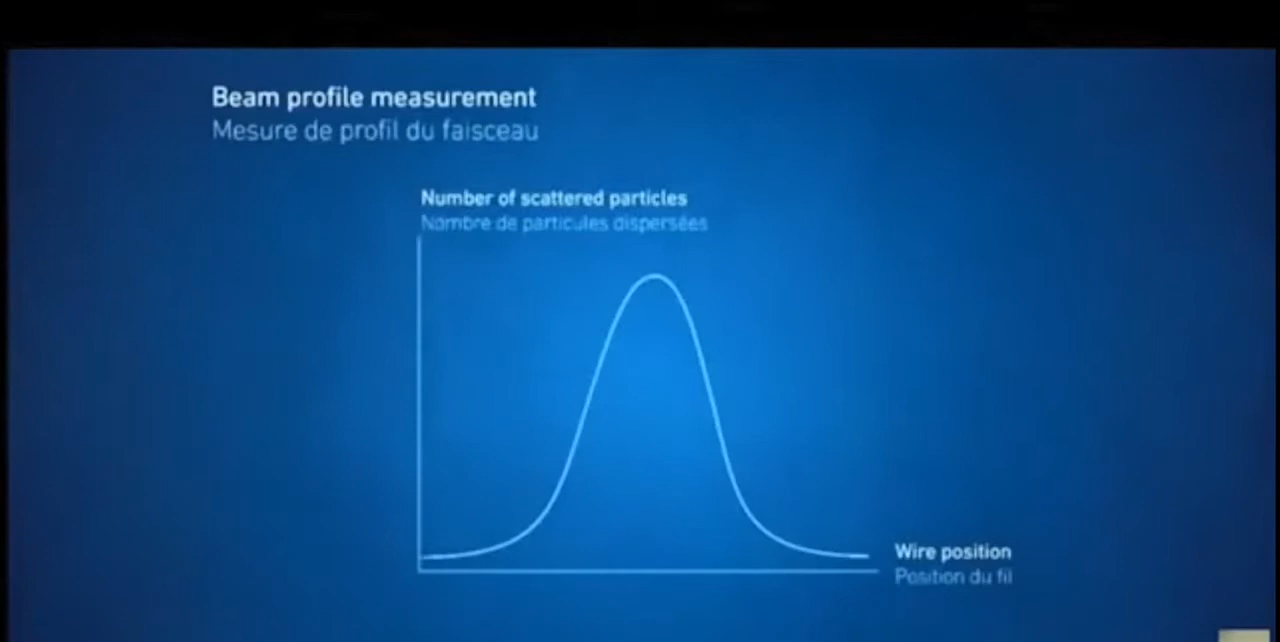 Beam profile measurement
Mesure de profil du faisceau
Number of scattered particles
Nombre de particules dispersées
Wire position
Position du fil